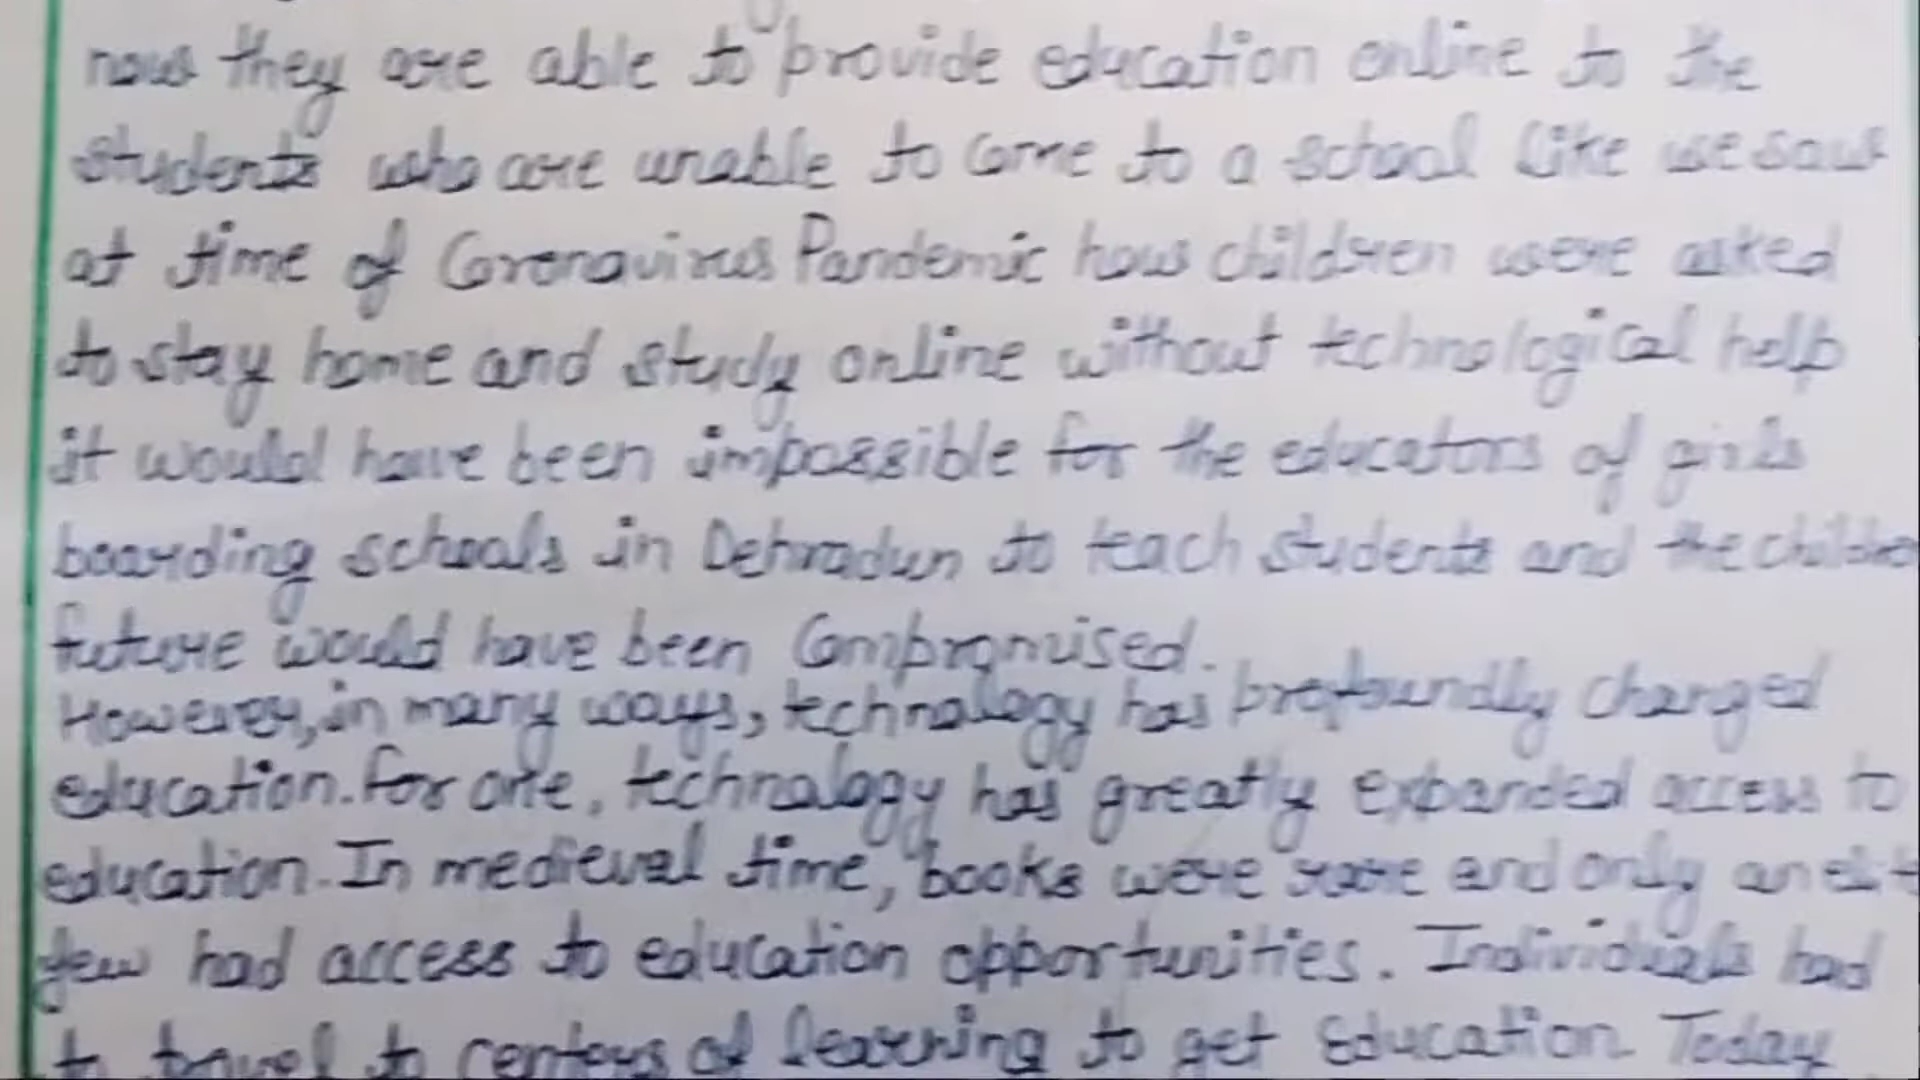 now they are able to provide education online to the
students who are unable to come to a school like we saw
at time of Coronavirus Pandemic how children were asked
to stay home and study online without technological help
it would have been impossible for the educators of girls
boarding schools in Dehradun to teach students and the
future would have been Compromised.
However, in many ways, technology has profoundly changed
education. For one, technology has greatly expanded access to
education. In medieval time, books were rare and only an
few had access to education opportunities. Individuals had
to travel to centers of learning to get Education Today